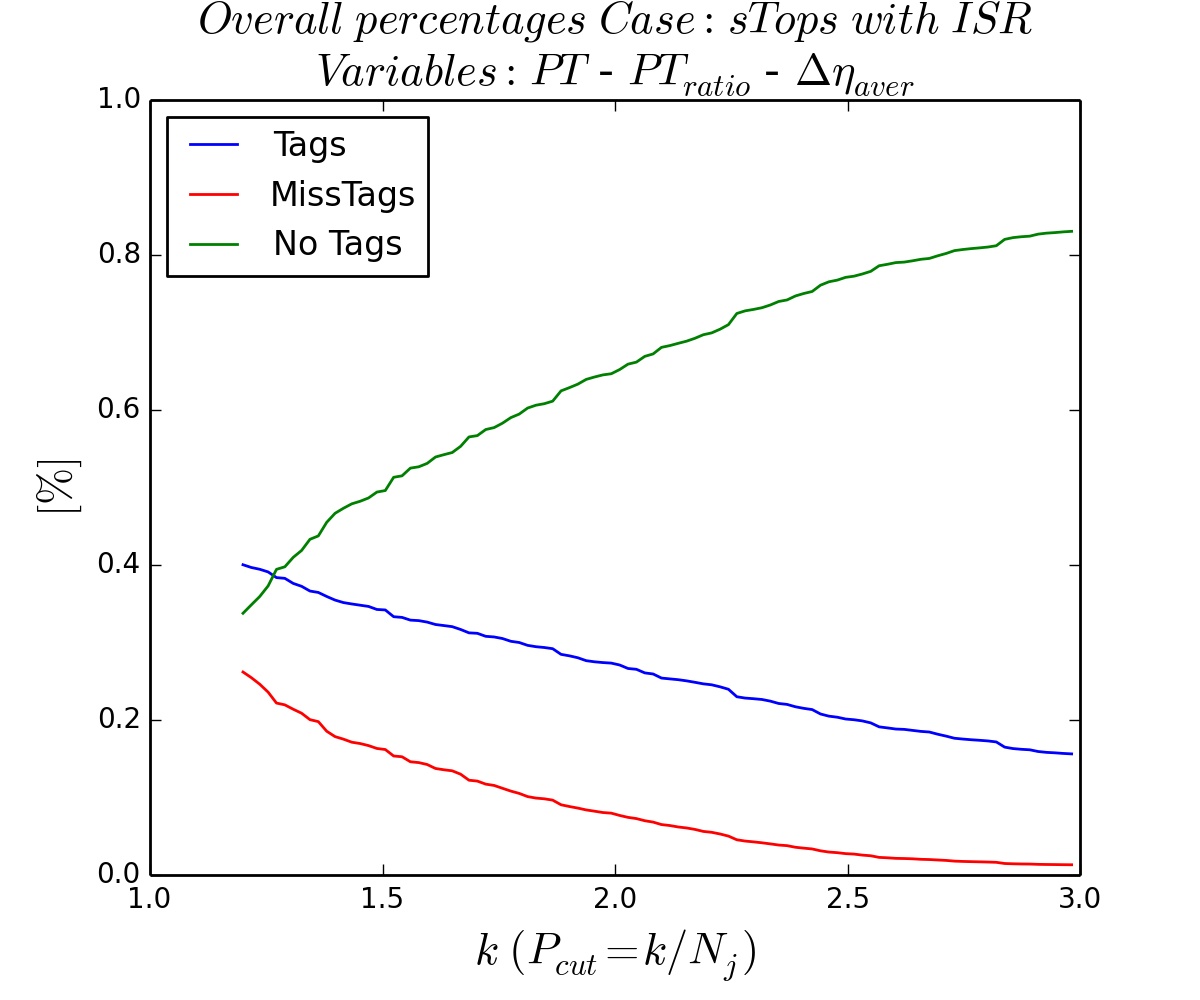 Overall percentages Case: sTops with ISR
Variables: PT - PT_ratio - Δη_aver
1.0
Tags
MissTags
No Tags
0.8
0.6
[%]
0.4
0.2
0.0
1.0 1.5 2.0 2.5 3.0
k (P_cut = k/N_j)